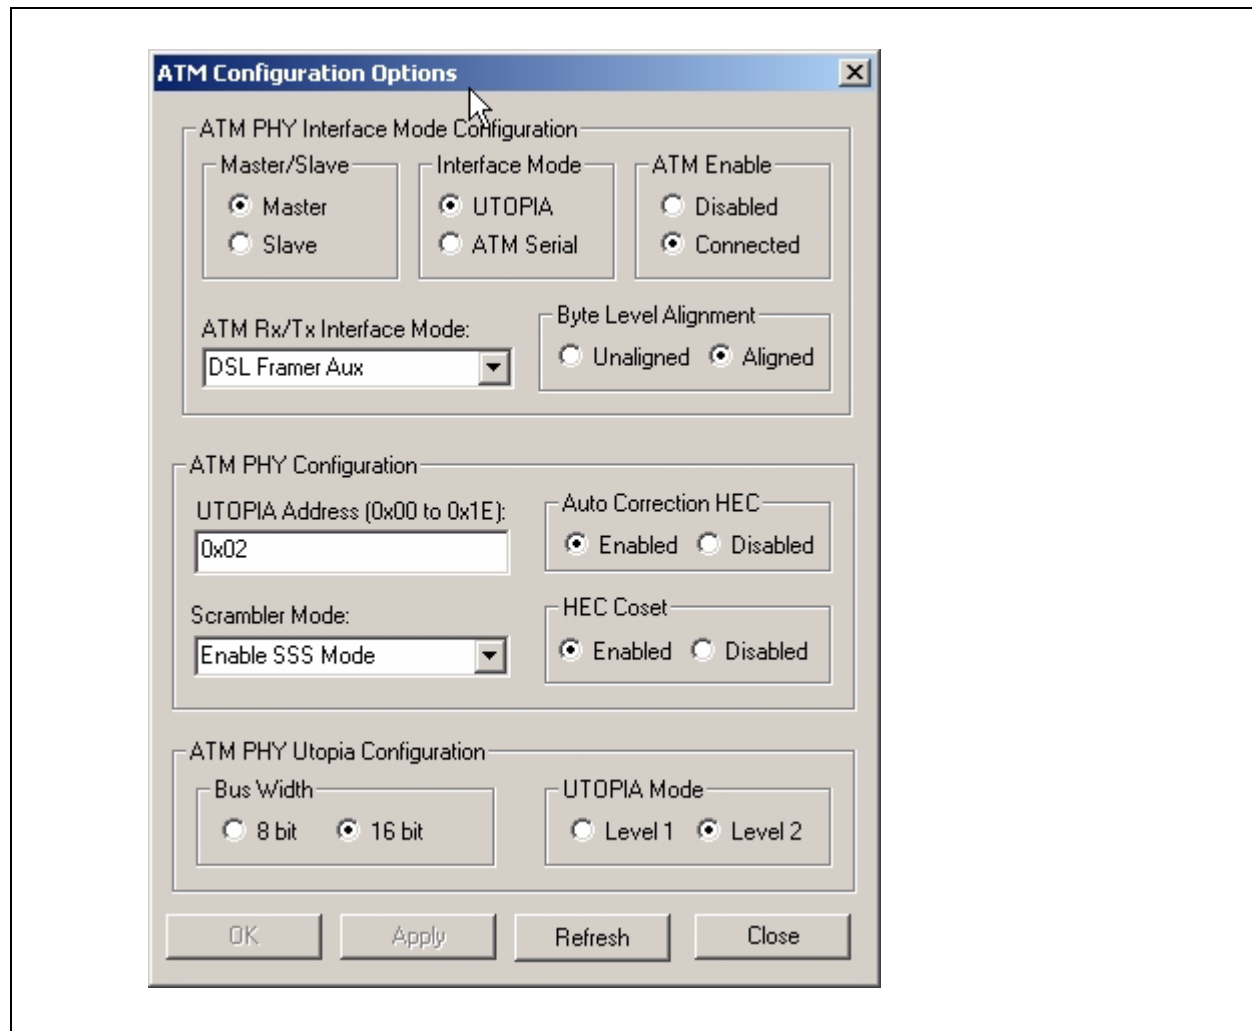 ATM Configuration Options
ATM PHY Interface Mode Configuration
Master/Slave Interface Mode ATM Enable
Master UTOPIA Disabled
Slave ATM Serial Connected
ATM Rx/Tx Interface Mode: Byte Level Alignment
DSL Framer Aux Unaligned Aligned
ATM PHY Configuration
UTOPIA Address (0x00 to 0x1E): Auto Correction HEC
0x02 Enabled Disabled
Scrambler Mode: HEC Coset
Enable SSS Mode Enabled Disabled
ATM PHY Utopia Configuration
Bus Width UTOPIA Mode
8 bit 16 bit Level 1 Level 2
OK Apply Refresh Close